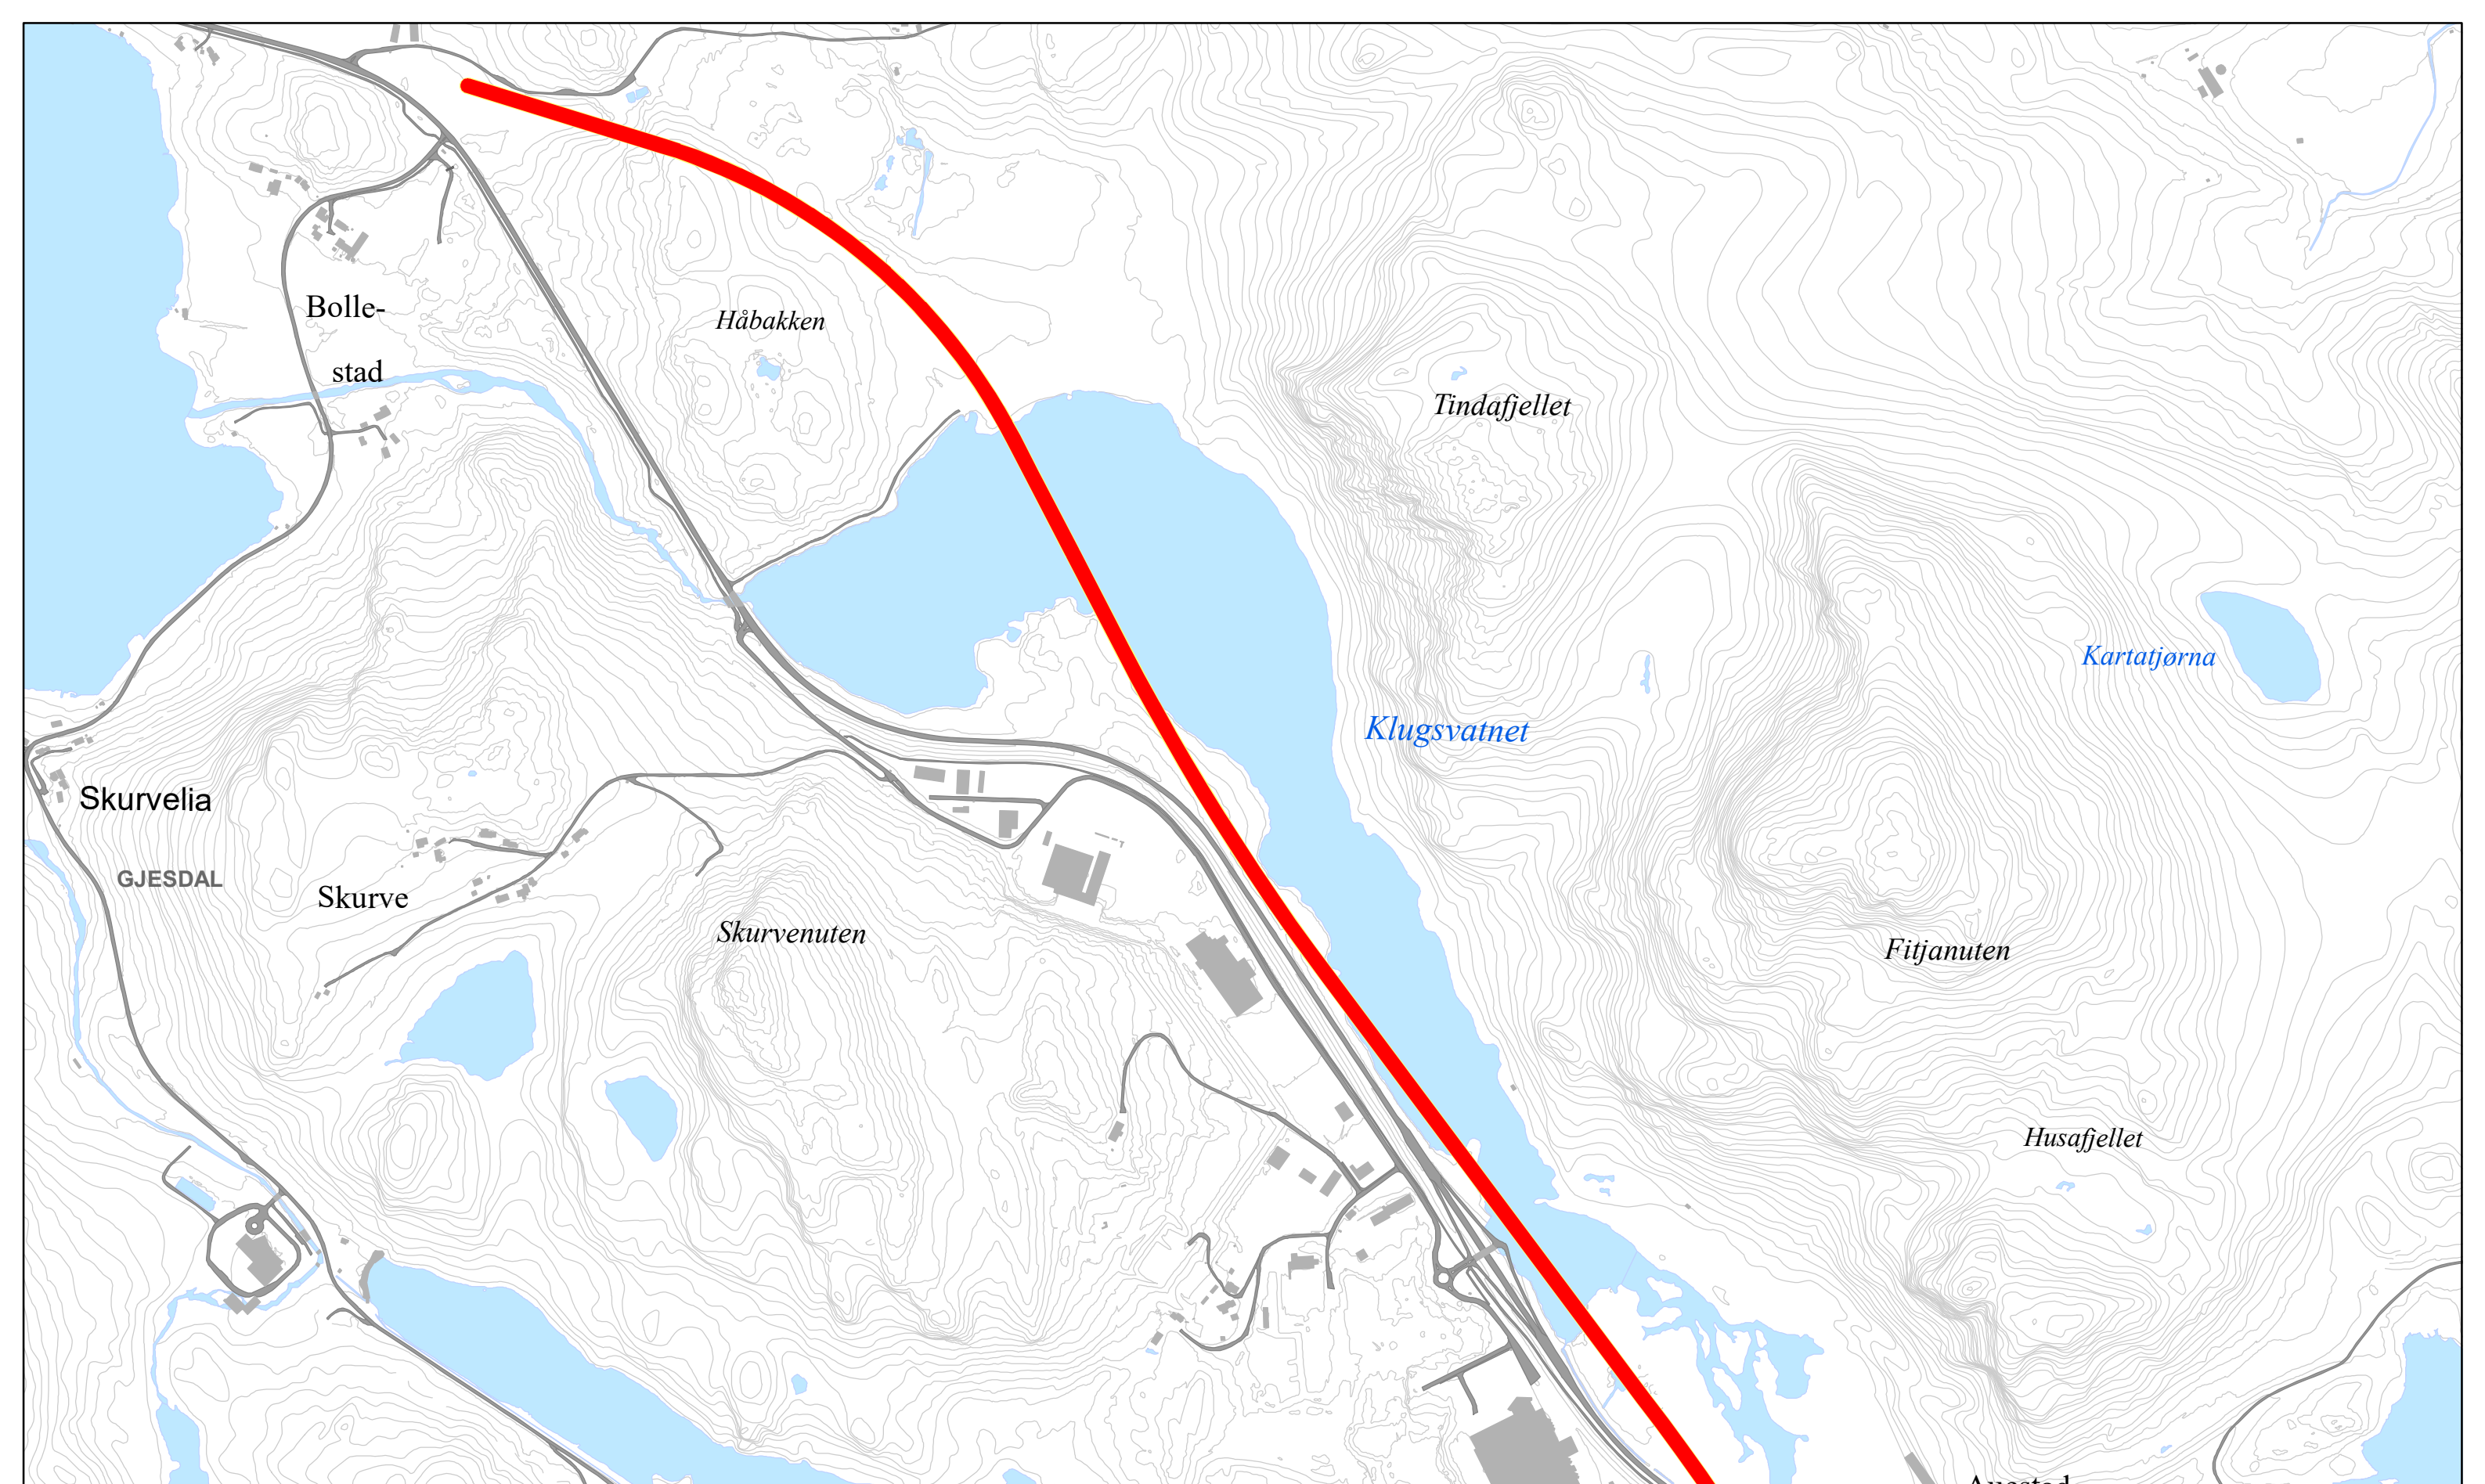 Bolle-
stad
Håbakken
Tindafjellet
Kartatjørna
Klugsvatnet
Skurvelia
GJESDAL
Skurve
Skurvenuten
Fitjanuten
Husafjellet